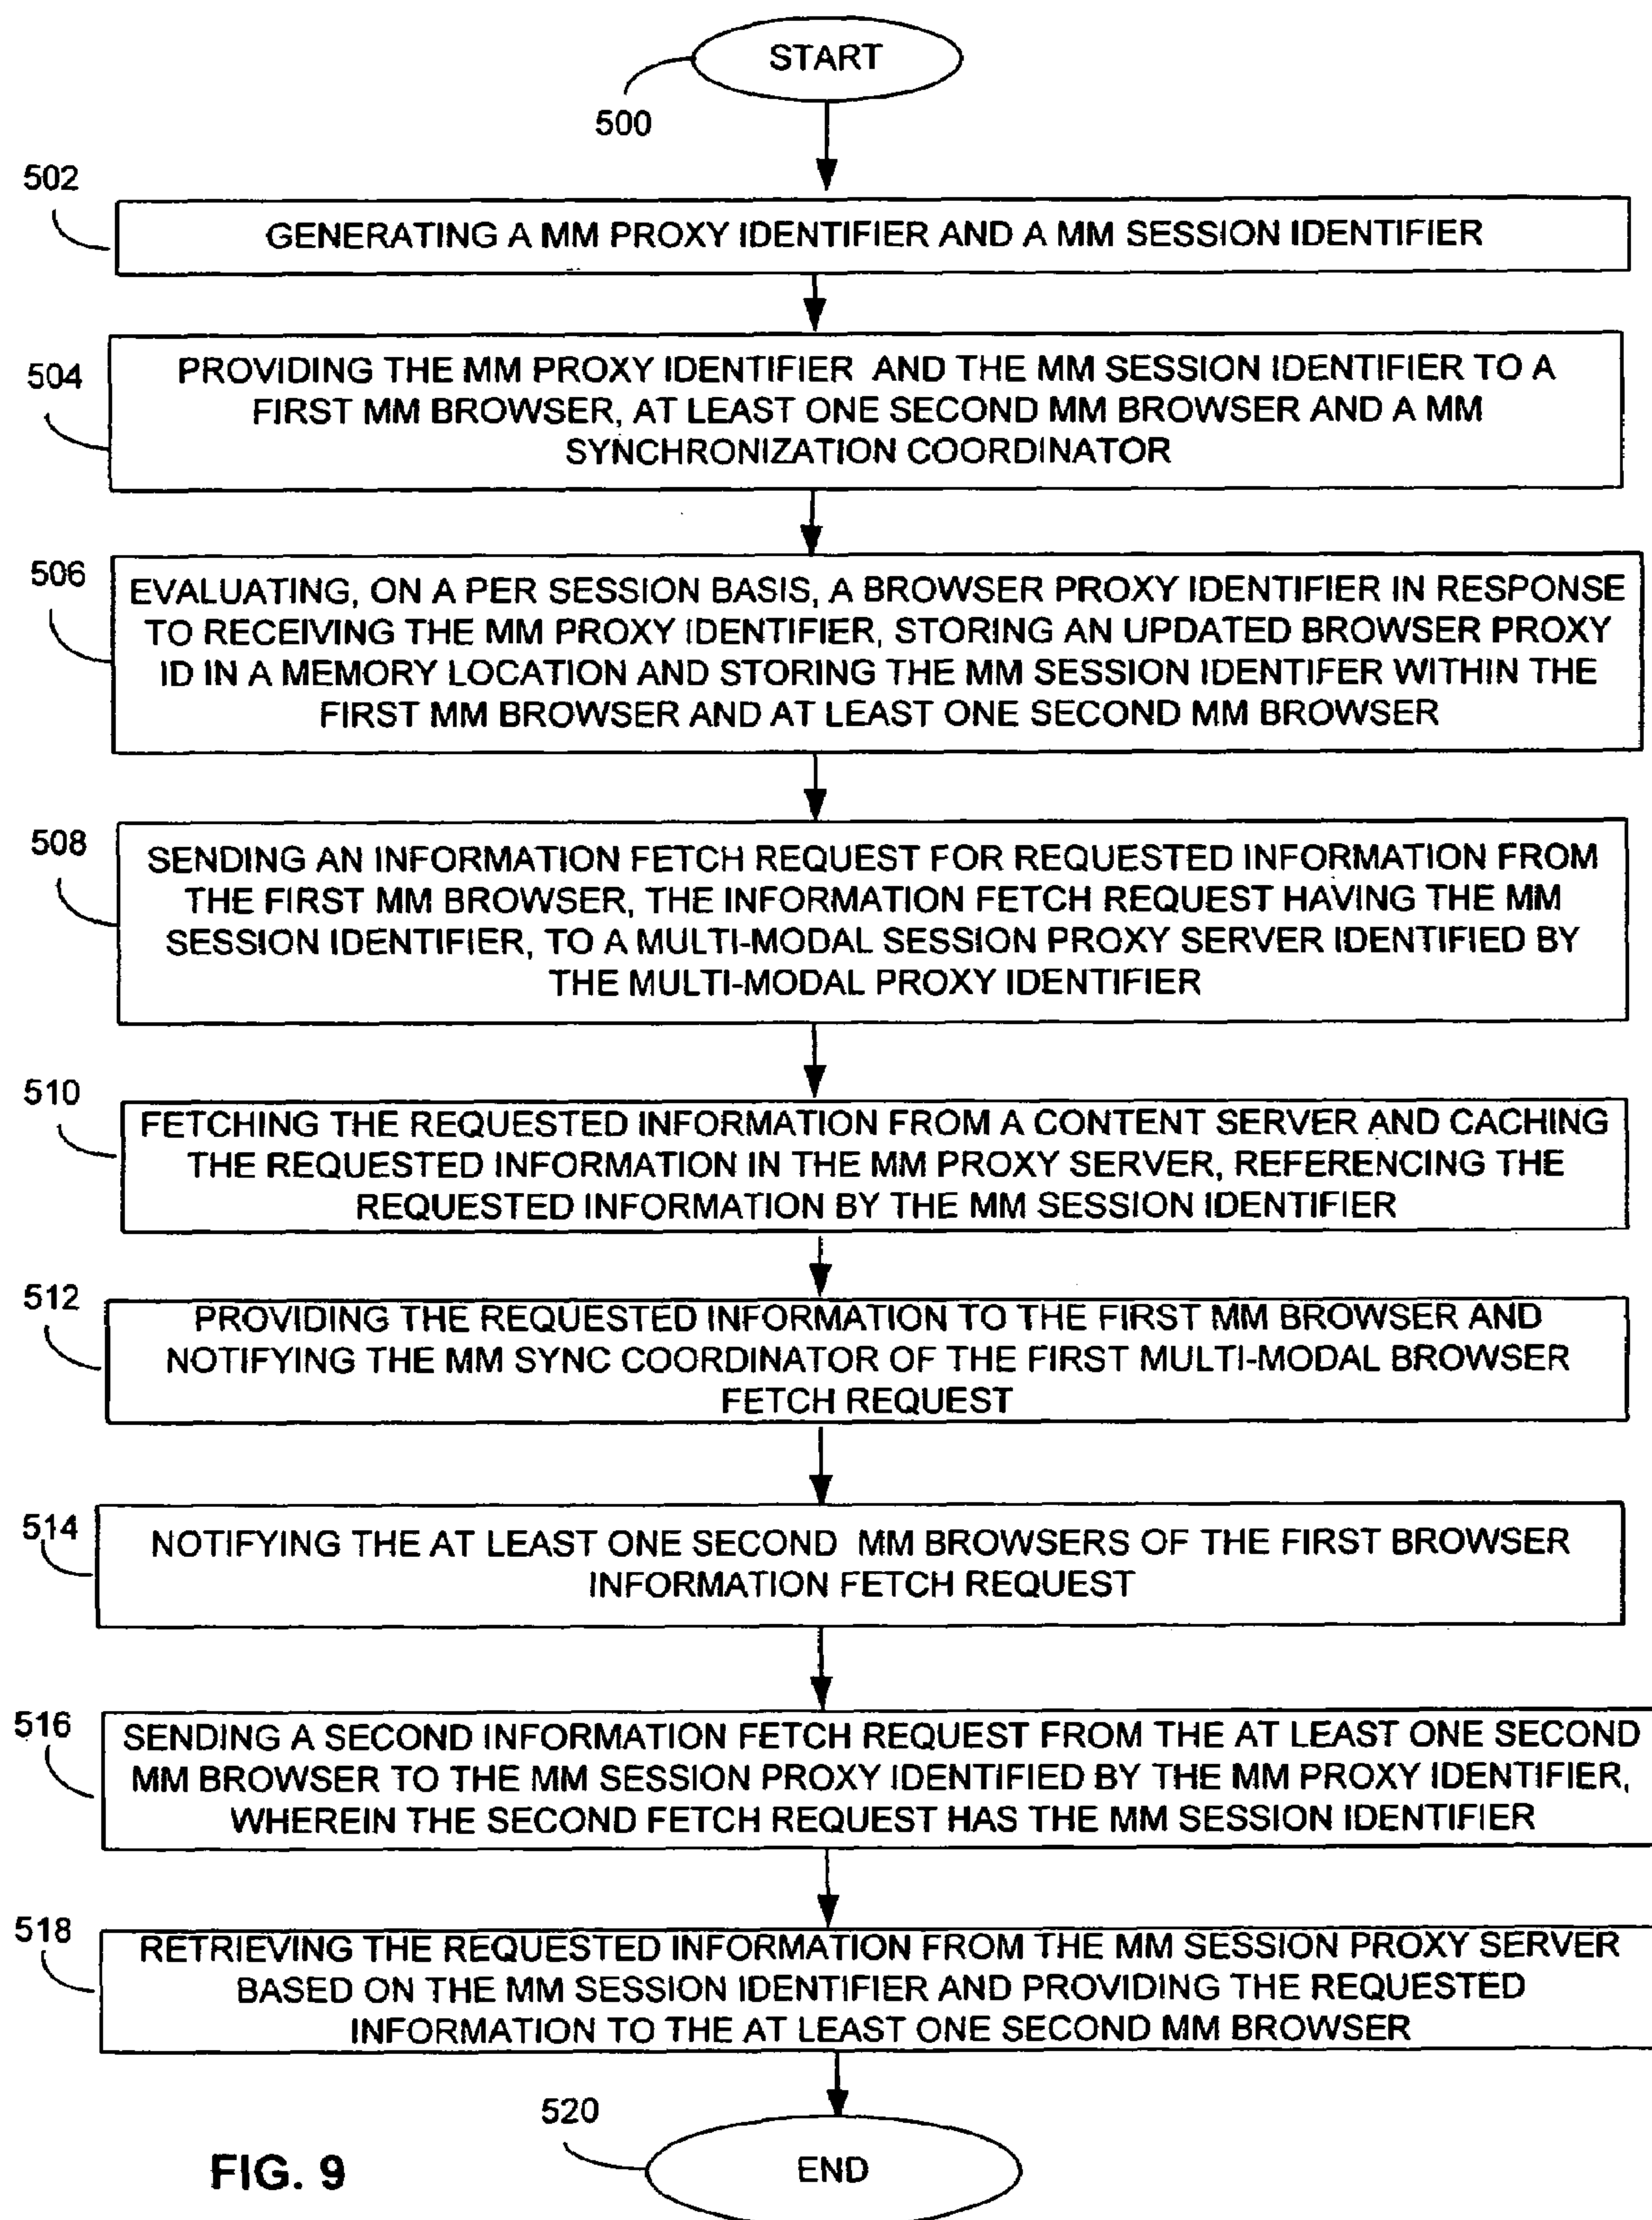 START
500
502
GENERATING A MM PROXY IDENTIFIER AND A MM SESSION IDENTIFIER
504
PROVIDING THE MM PROXY IDENTIFIER AND THE MM SESSION IDENTIFIER TO A
FIRST MM BROWSER, AT LEAST ONE SECOND MM BROWSER AND A MM
SYNCHRONIZATION COORDINATOR
506
EVALUATING, ON A PER SESSION BASIS, A BROWSER PROXY IDENTIFIER IN RESPONSE
TO RECEIVING THE MM PROXY IDENTIFIER, STORING AN UPDATED BROWSER PROXY
ID IN A MEMORY LOCATION AND STORING THE MM SESSION IDENTIFER WITHIN THE
FIRST MM BROWSER AND AT LEAST ONE SECOND MM BROWSER
508
SENDING AN INFORMATION FETCH REQUEST FOR REQUESTED INFORMATION FROM
THE FIRST MM BROWSER, THE INFORMATION FETCH REQUEST HAVING THE MM
SESSION IDENTIFIER, TO A MULTI-MODAL SESSION PROXY SERVER IDENTIFIED BY
THE MULTI-MODAL PROXY IDENTIFIER
510
FETCHING THE REQUESTED INFORMATION FROM A CONTENT SERVER AND CACHING
THE REQUESTED INFORMATION IN THE MM PROXY SERVER, REFERENCING THE
REQUESTED INFORMATION BY THE MM SESSION IDENTIFIER
512
PROVIDING THE REQUESTED INFORMATION TO THE FIRST MM BROWSER AND
NOTIFYING THE MM SYNC COORDINATOR OF THE FIRST MULTI-MODAL BROWSER
FETCH REQUEST
514
NOTIFYING THE AT LEAST ONE SECOND MM BROWSERS OF THE FIRST BROWSER
INFORMATION FETCH REQUEST
516
SENDING A SECOND INFORMATION FETCH REQUEST FROM THE AT LEAST ONE SECOND
MM BROWSER TO THE MM SESSION PROXY IDENTIFIED BY THE MM PROXY IDENTIFIER,
WHEREIN THE SECOND FETCH REQUEST HAS THE MM SESSION IDENTIFIER
518
RETRIEVING THE REQUESTED INFORMATION FROM THE MM SESSION PROXY SERVER
BASED ON THE MM SESSION IDENTIFIER AND PROVIDING THE REQUESTED
INFORMATION TO THE AT LEAST ONE SECOND MM BROWSER
520
END
FIG. 9